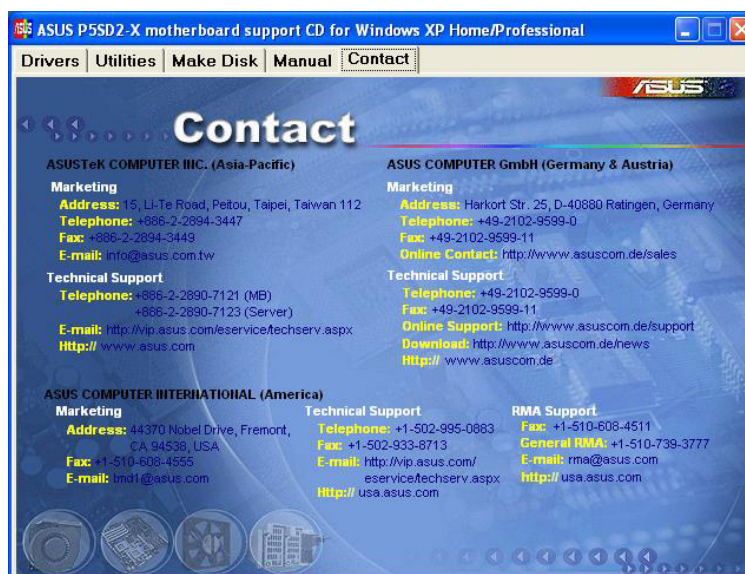 ASUS P5SD2-X motherboard support CD for Windows XP Home/Professional
Drivers Utilities Make Disk Manual Contact
ASUS
Contact
ASUSTeK COMPUTER INC. (Asia-Pacific)
Marketing
Address: 15, Li-Te Road, Peitou, Taipei, Taiwan 112
Telephone: +886-2-2894-3447
Fax: +886-2-2894-3449
E-mail: info@asus.com.tw
Technical Support
Telephone: +886-2-2890-7121 (MB)
+886-2-2890-7123 (Server)
E-mail: http://vip.asus.com/eservice/techserv.aspx
Http:// www.asus.com
ASUS COMPUTER GmbH (Germany & Austria)
Marketing
Address: Harkort Str. 25, D-40880 Ratingen, Germany
Telephone: +49-2102-9599-0
Fax: +49-2102-9599-11
Online Contact: http://www.asuscom.de/sales
Technical Support
Telephone: +49-2102-9599-0
Fax: +49-2102-9599-11
Online Support: http://www.asuscom.de/support
Download: http://www.asuscom.de/news
Http:// www.asuscom.de
ASUS COMPUTER INTERNATIONAL (America)
Marketing
Address: 44370 Nobel Drive, Fremont,
CA 94538, USA
Fax: +1-510-608-4555
E-mail: tmd1@asus.com
Technical Support
Telephone: +1-502-995-0883
Fax: +1-502-933-8713
E-mail: http://vip.asus.com/
eservice/techserv.aspx
Http:// usa.asus.com
RMA Support
Fax: +1-510-608-4511
General RMA: +1-510-739-3777
E-mail: rma@asus.com
http:// usa.asus.com